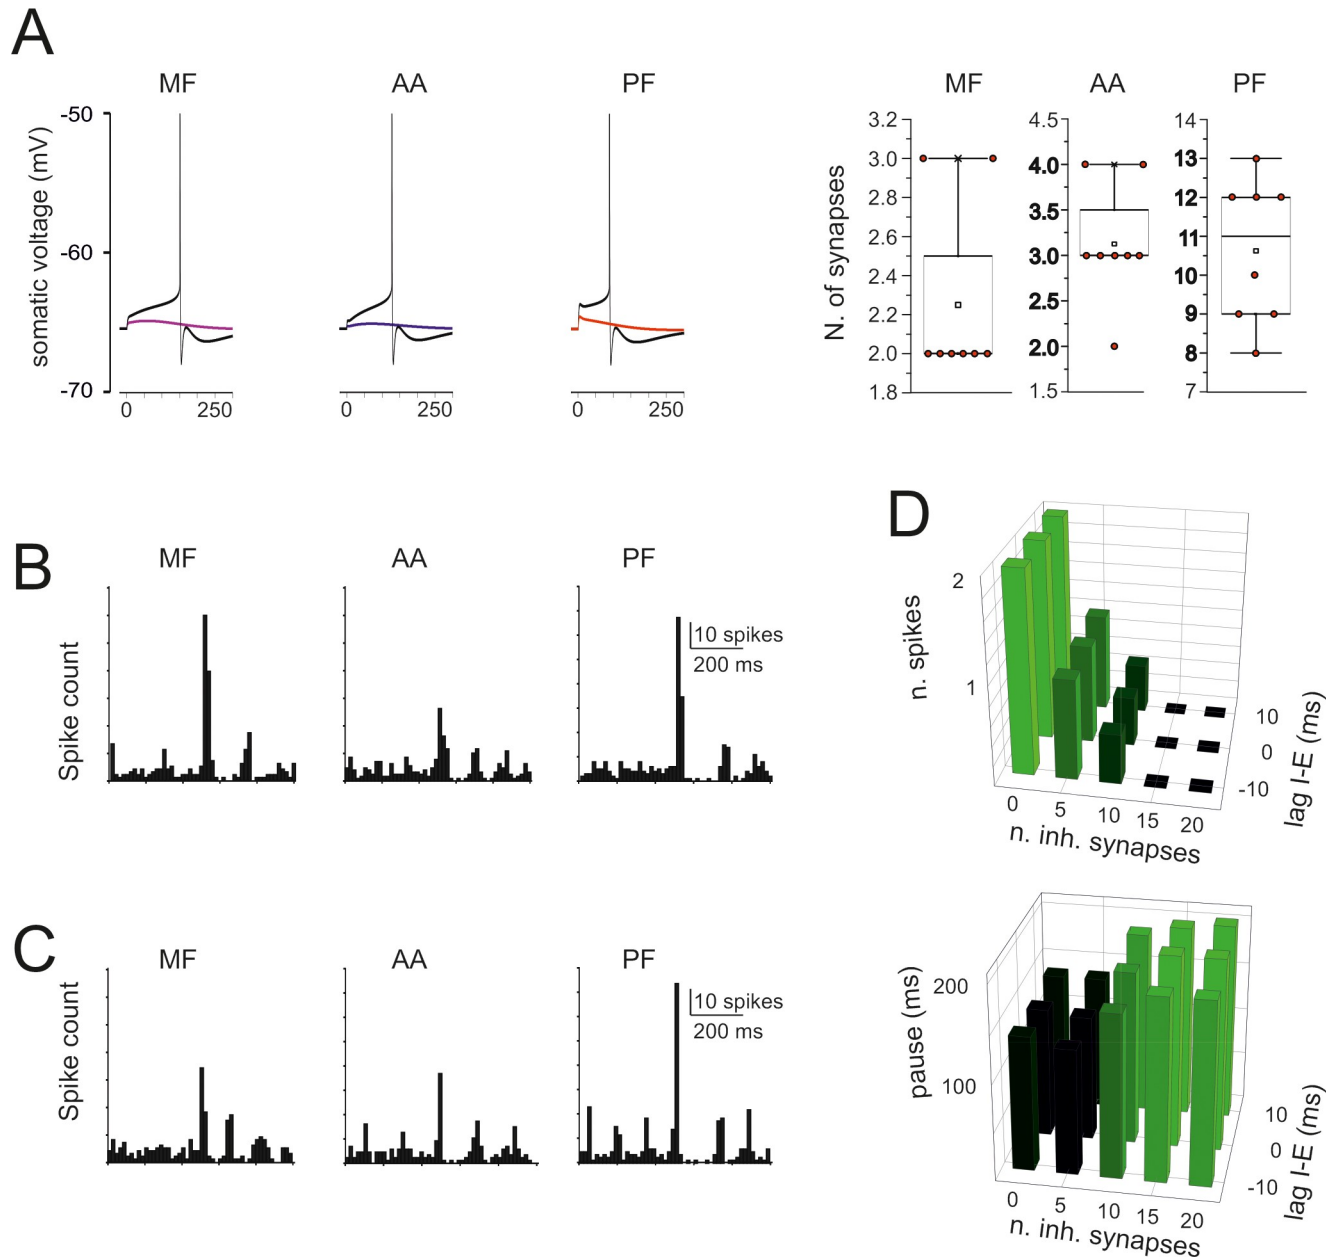 A
MF
AA
PF
somatic voltage (mV)
-50
-60
-70
0
250
0
250
0
250
MF
AA
PF
N. of synapses
3.2
3.0
2.8
2.6
2.4
2.2
2.0
1.8
4.5
4.0
3.5
3.0
2.5
2.0
1.5
14
13
12
11
10
9
8
7
B
MF
AA
PF
Spike count
10 spikes
200 ms
C
MF
AA
PF
Spike count
10 spikes
200 ms
D
n. spikes
2
1
0
5
10
15
20
n. inh. synapses
10
0
-10
lag I-E (ms)
pause (ms)
200
100
0
5
10
15
20
n. inh. synapses
10
0
-10
lag I-E (ms)